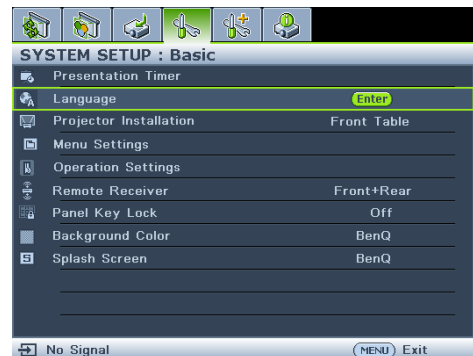 SYSTEM SETUP : Basic
Presentation Timer
Language Enter
Projector Installation Front Table
Menu Settings
Operation Settings
Remote Receiver Front+Rear
Panel Key Lock Off
Background Color BenQ
Splash Screen BenQ
No Signal MENU Exit